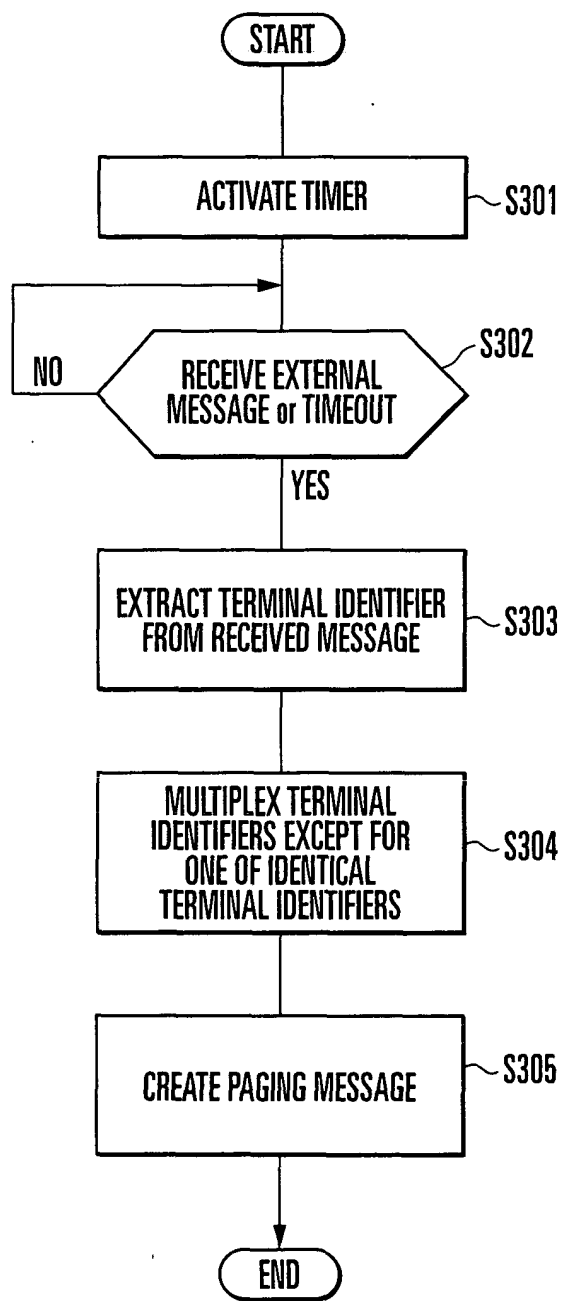 START
ACTIVATE TIMER
S301
S302
NO
RECEIVE EXTERNAL
MESSAGE or TIMEOUT
YES
EXTRACT TERMINAL IDENTIFIER
FROM RECEIVED MESSAGE
S303
MULTIPLEX TERMINAL
IDENTIFIERS EXCEPT FOR
ONE OF IDENTICAL
TERMINAL IDENTIFIERS
S304
CREATE PAGING MESSAGE
S305
END